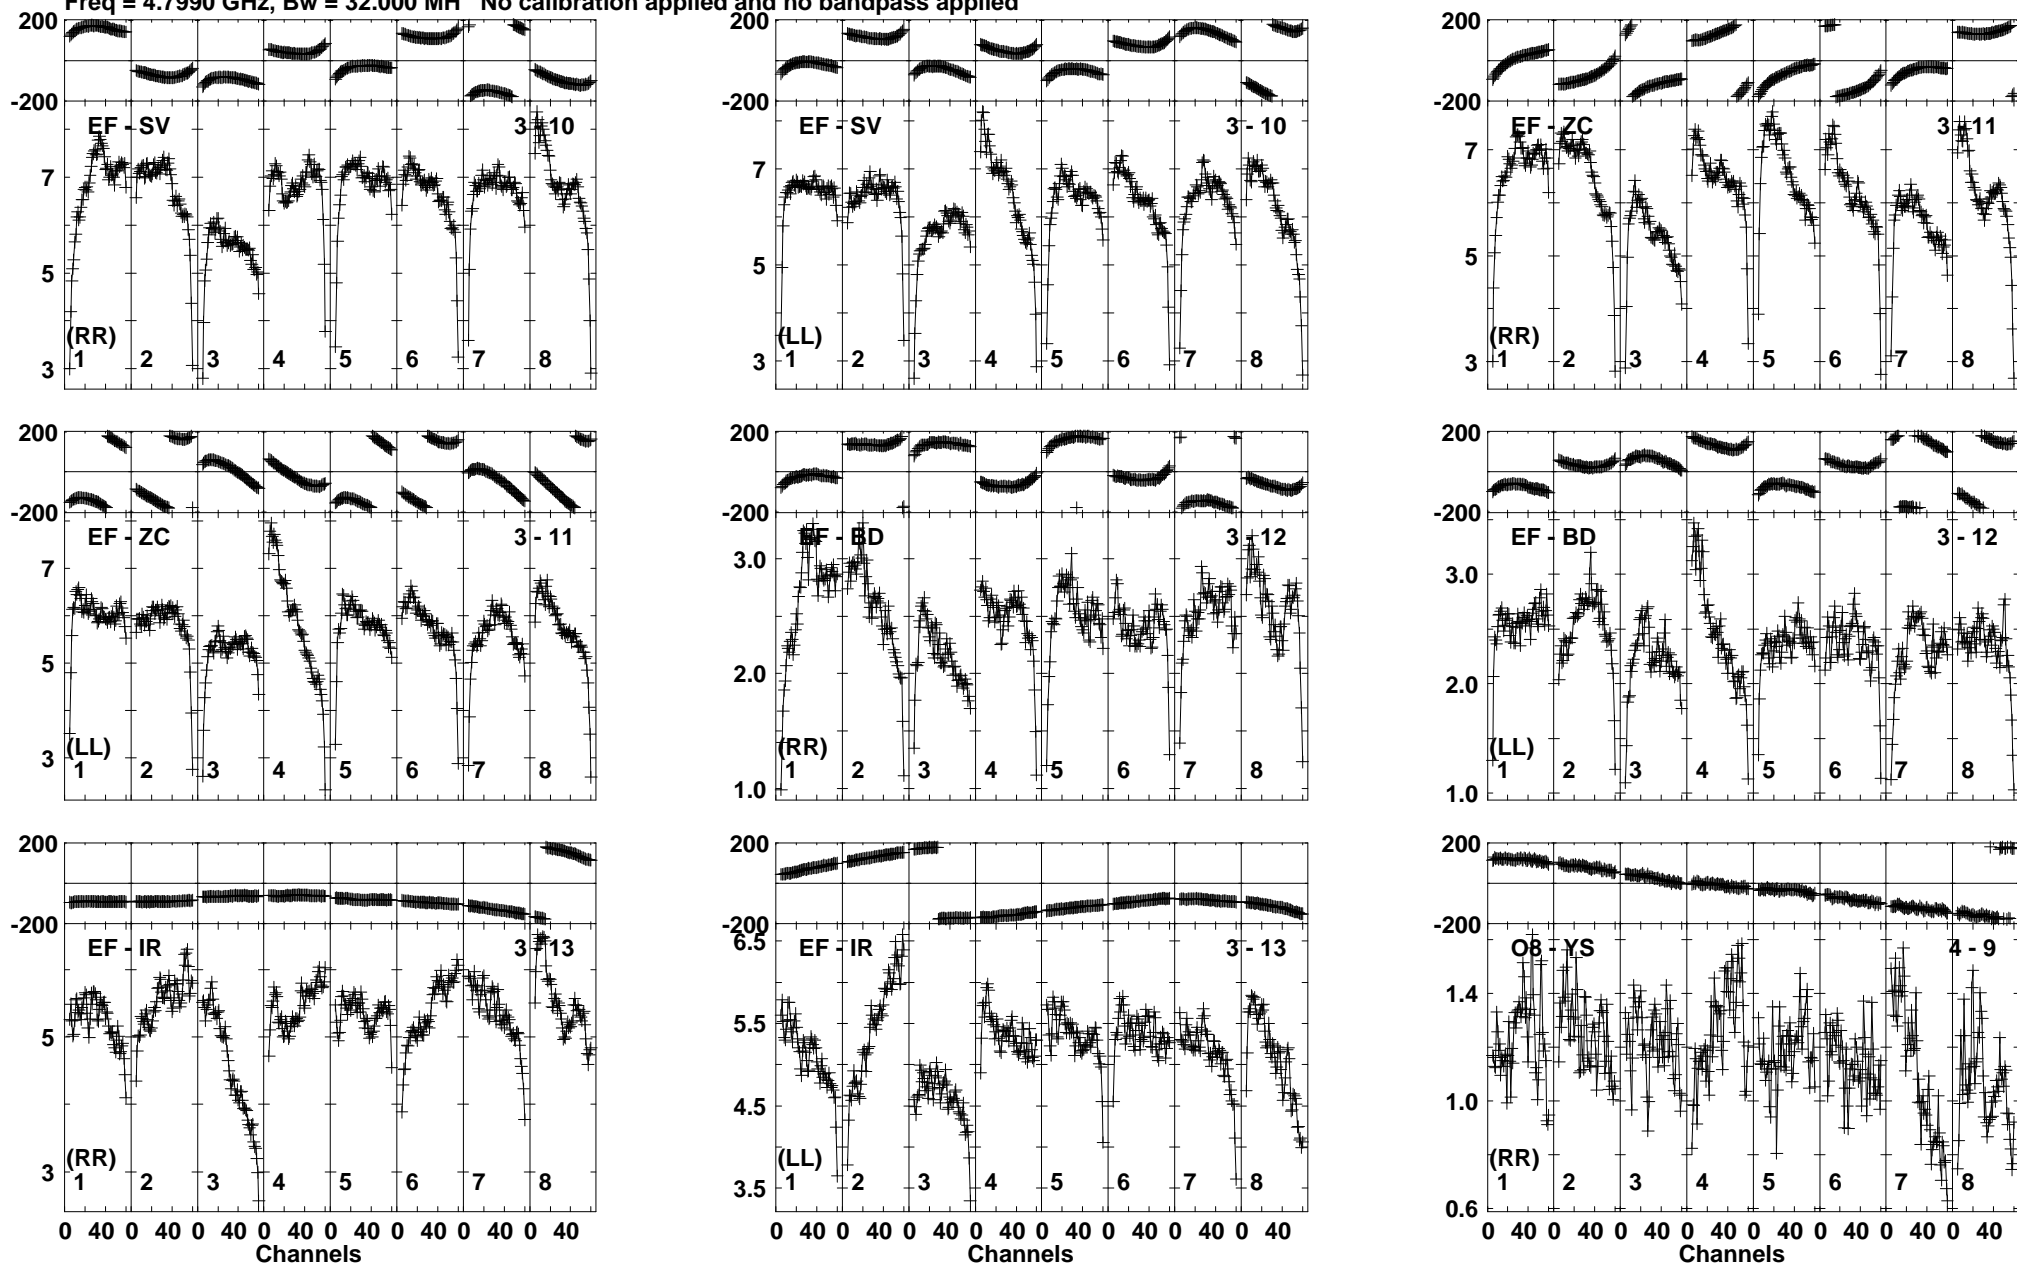 Freq = 4.7990 GHz, Bw = 32.000 MH No calibration applied and no bandpass applied
200 200 200
-200 -200 -200
EF - SV 3 - 10 EF - SV 3 - 10 EF - ZC 3 - 11
7 7 7
5 5 5
3 3 3
(RR) (LL) (RR)
1 2 3 4 5 6 7 8 1 2 3 4 5 6 7 8 1 2 3 4 5 6 7 8
200 200 200
-200 -200 -200
EF - ZC 3 - 11 EF - BD 3 - 12 EF - BD 3 - 12
7 3.0 3.0
5 2.0 2.0
3 1.0 1.0
(LL) (RR) (LL)
1 2 3 4 5 6 7 8 1 2 3 4 5 6 7 8 1 2 3 4 5 6 7 8
200 200 200
-200 -200 -200
EF - IR 3 - 13 EF - IR 3 - 13 O8 - YS 4 - 9
6.5
5 5.5 1.4
4.5 1.0
3 3.5 0.6
(RR) (LL) (RR)
1 2 3 4 5 6 7 8 1 2 3 4 5 6 7 8 1 2 3 4 5 6 7 8
0 40 0 40 0 40 0 40 0 40 0 40 0 40 0 40 0 40 0 40 0 40 0 40 0 40 0 40 0 40 0 40 0 40 0 40 0 40 0 40 0 40 0 40 0 40 0 40
Channels Channels Channels